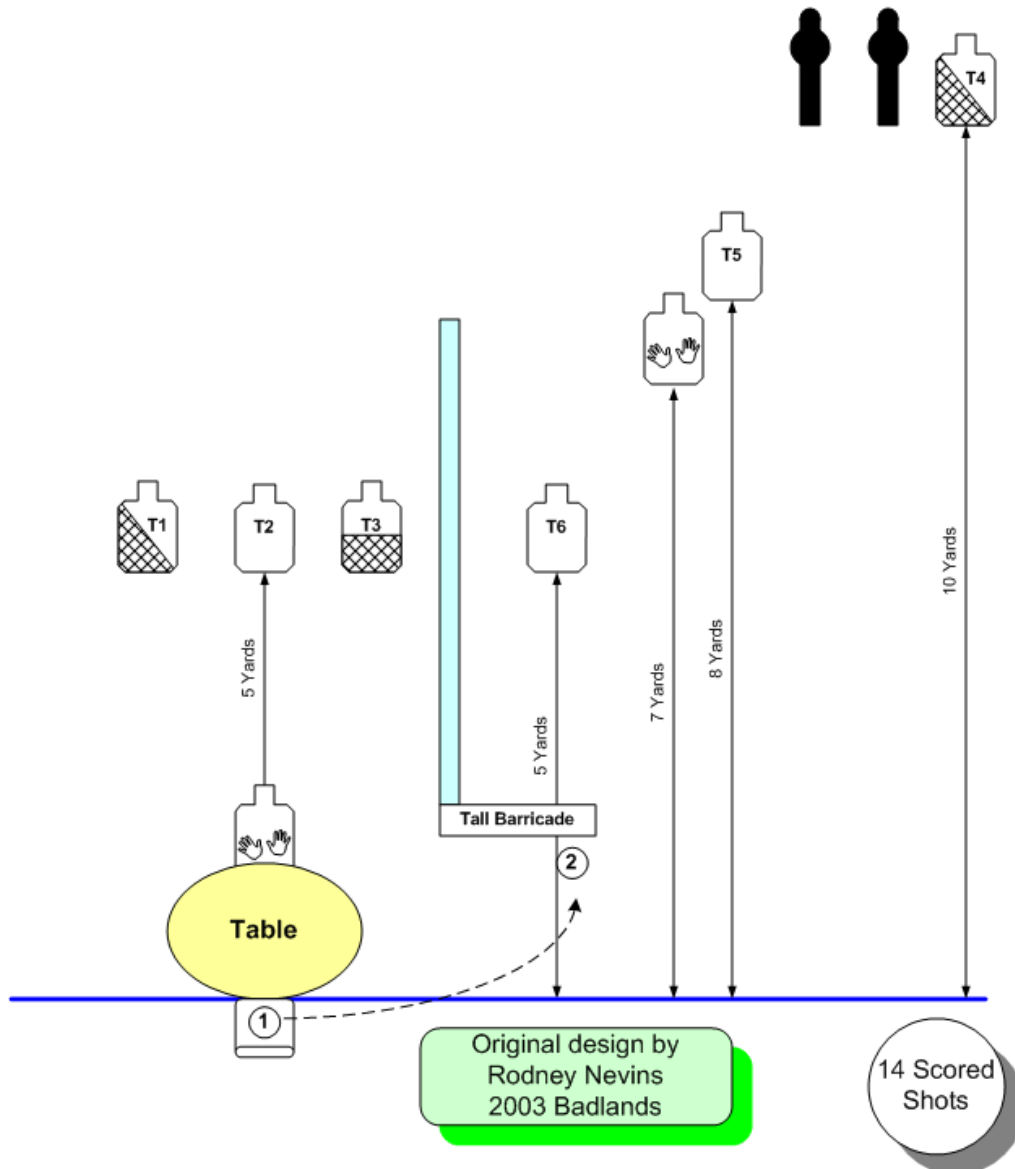 T4
T5
T1
T2
T3
T6
10 Yards
5 Yards
8 Yards
7 Yards
5 Yards
Tall Barricade
2
Table
1
Original design by
Rodney Nevins
2003 Badlands
14 Scored
Shots